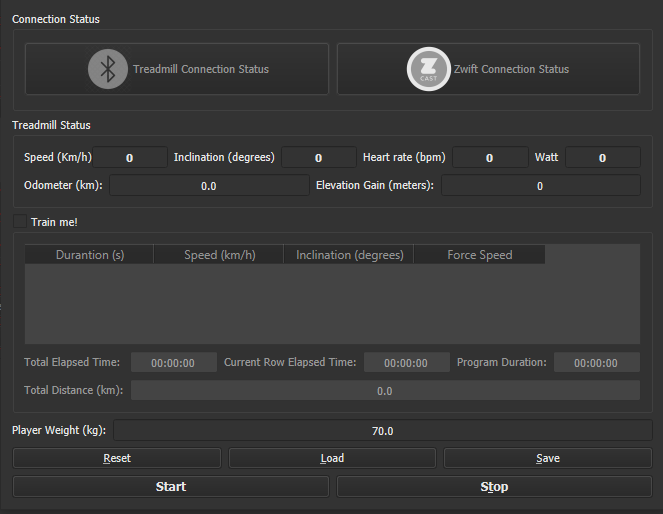 Connection Status
Treadmill Connection Status
Z CAST Zwift Connection Status
Treadmill Status
Speed (Km/h) 0 Inclination (degrees) 0 Heart rate (bpm) 0 Watt 0
Odometer (km): 0.0 Elevation Gain (meters): 0
Train me!
Durantion (s) Speed (km/h) Inclination (degrees) Force Speed
Total Elapsed Time: 00:00:00 Current Row Elapsed Time: 00:00:00 Program Duration: 00:00:00
Total Distance (km): 0.0
Player Weight (kg): 70.0
Reset Load Save
Start Stop